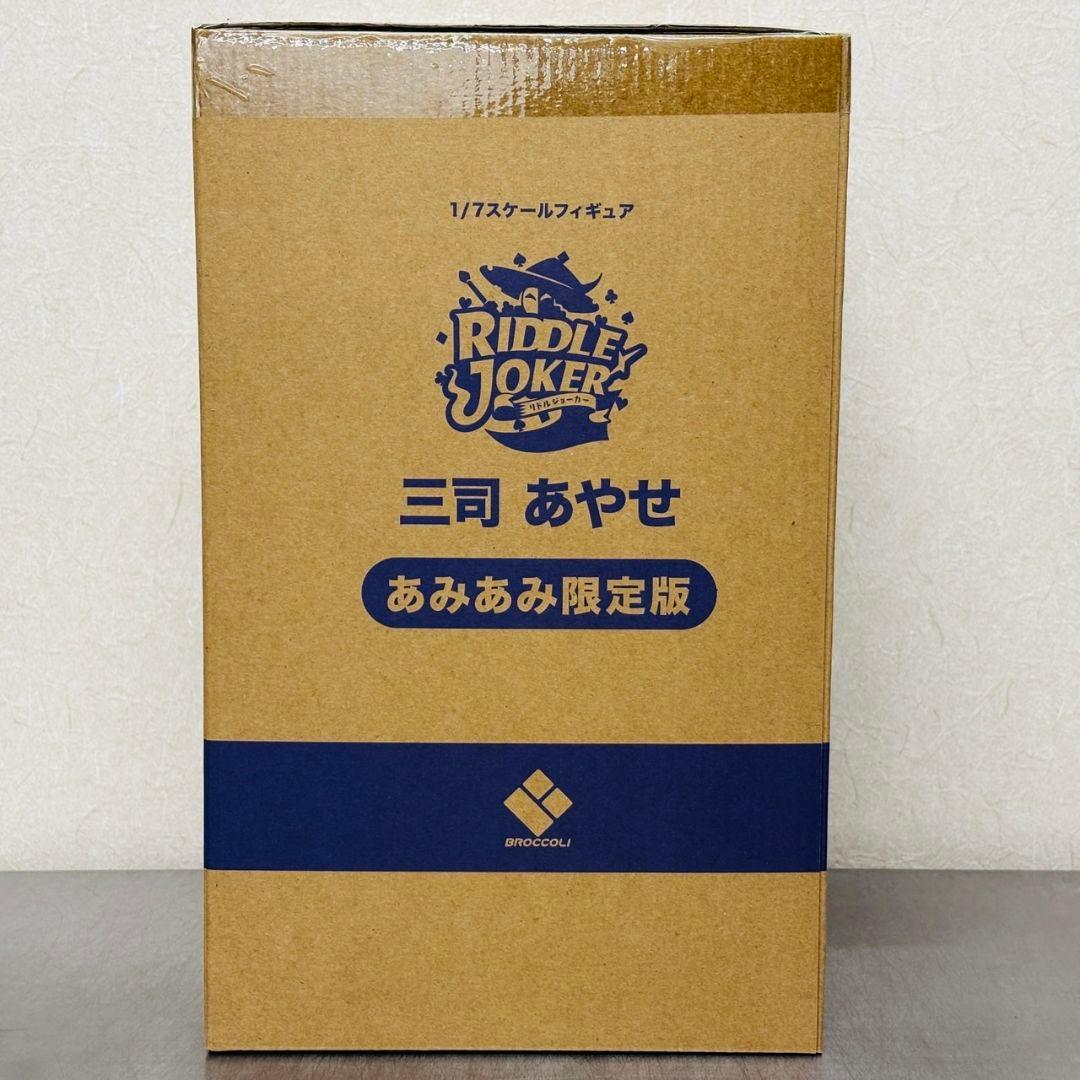 1/7スケールフィギュア
RIDDLE
JOKER
リドルジョーカー
三司 あやせ
あみあみ限定版
BROCCOLI